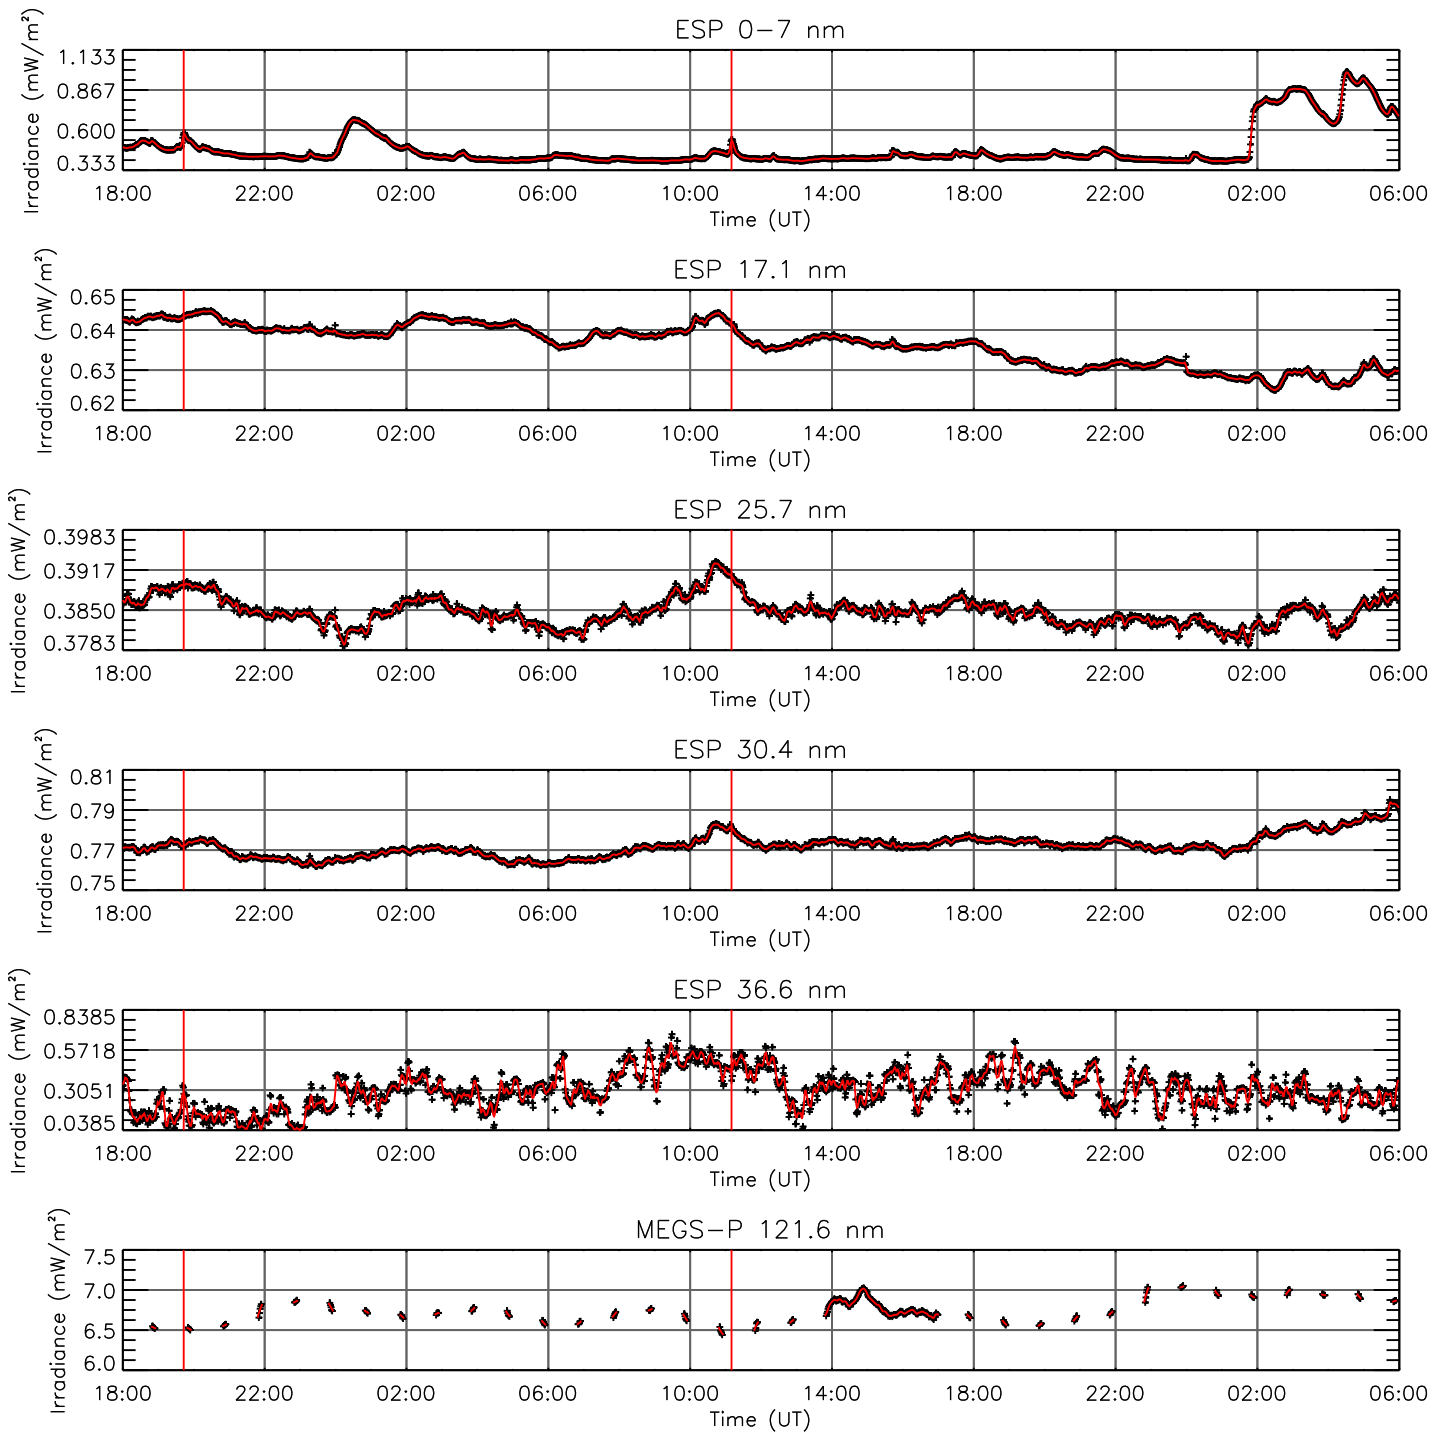 ESP 0-7 nm
Irradiance (mW/m²)
1.133
0.867
0.600
0.333
18:00 22:00 02:00 06:00 10:00 14:00 18:00 22:00 02:00 06:00
Time (UT)
ESP 17.1 nm
Irradiance (mW/m²)
0.65
0.64
0.63
0.62
18:00 22:00 02:00 06:00 10:00 14:00 18:00 22:00 02:00 06:00
Time (UT)
ESP 25.7 nm
Irradiance (mW/m²)
0.3983
0.3917
0.3850
0.3783
18:00 22:00 02:00 06:00 10:00 14:00 18:00 22:00 02:00 06:00
Time (UT)
ESP 30.4 nm
Irradiance (mW/m²)
0.81
0.79
0.77
0.75
18:00 22:00 02:00 06:00 10:00 14:00 18:00 22:00 02:00 06:00
Time (UT)
ESP 36.6 nm
Irradiance (mW/m²)
0.8385
0.5718
0.3051
0.0385
18:00 22:00 02:00 06:00 10:00 14:00 18:00 22:00 02:00 06:00
Time (UT)
MEGS-P 121.6 nm
Irradiance (mW/m²)
7.5
7.0
6.5
6.0
18:00 22:00 02:00 06:00 10:00 14:00 18:00 22:00 02:00 06:00
Time (UT)